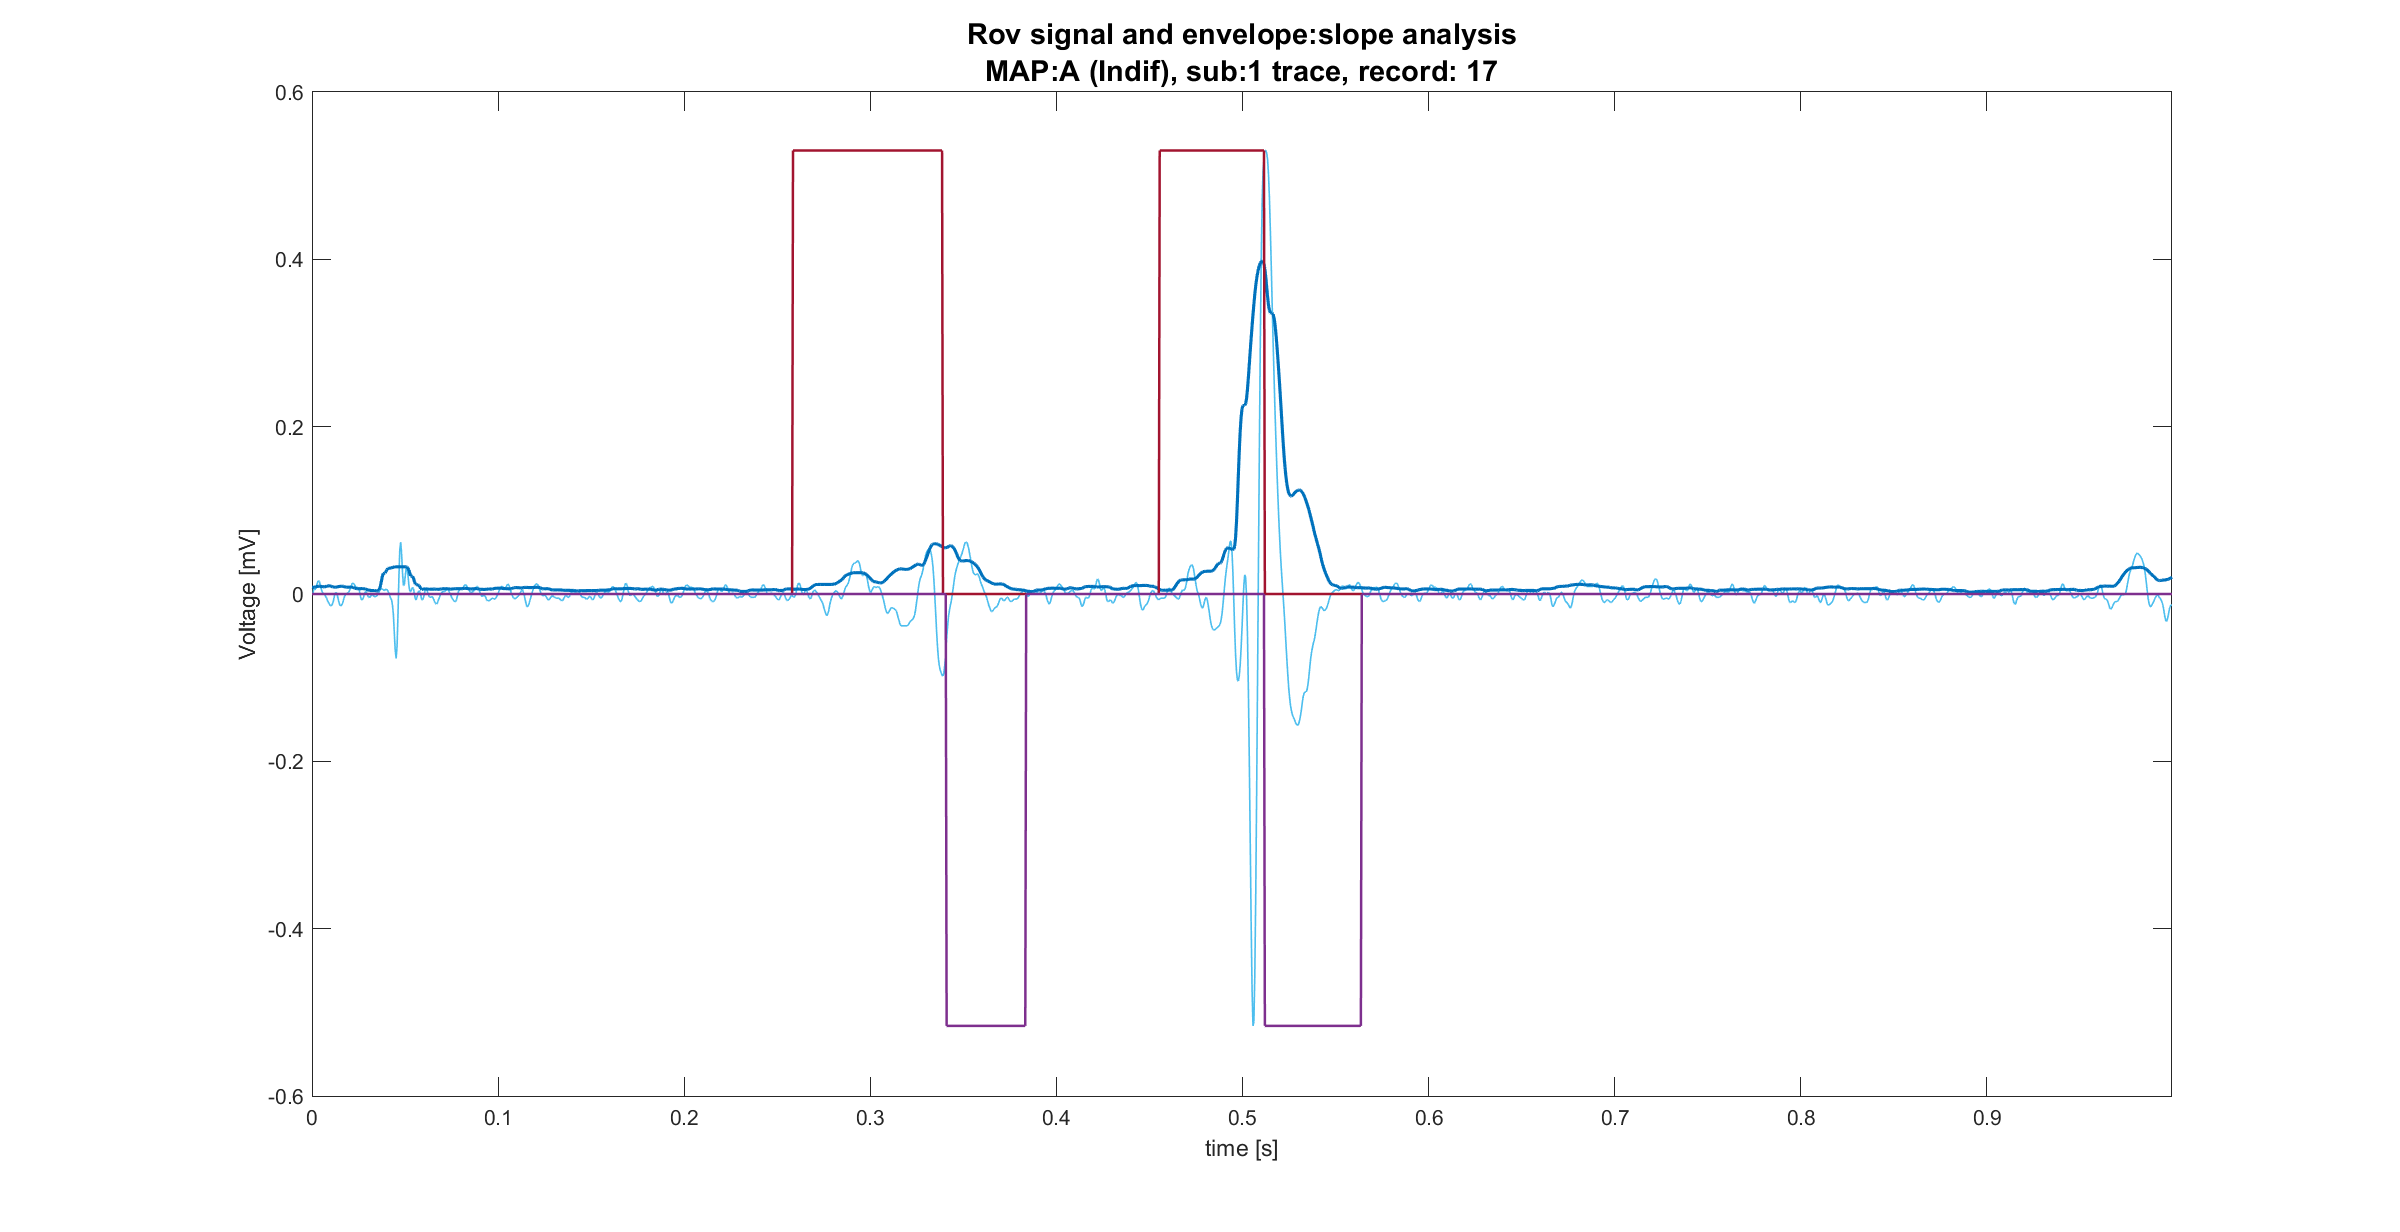 Rov signal and envelope:slope analysis
MAP:A (Indif), sub:1 trace, record: 17
0.6
0.4
0.2
0
-0.2
-0.4
-0.6
Voltage [mV]
0 0.1 0.2 0.3 0.4 0.5 0.6 0.7 0.8 0.9
time [s]